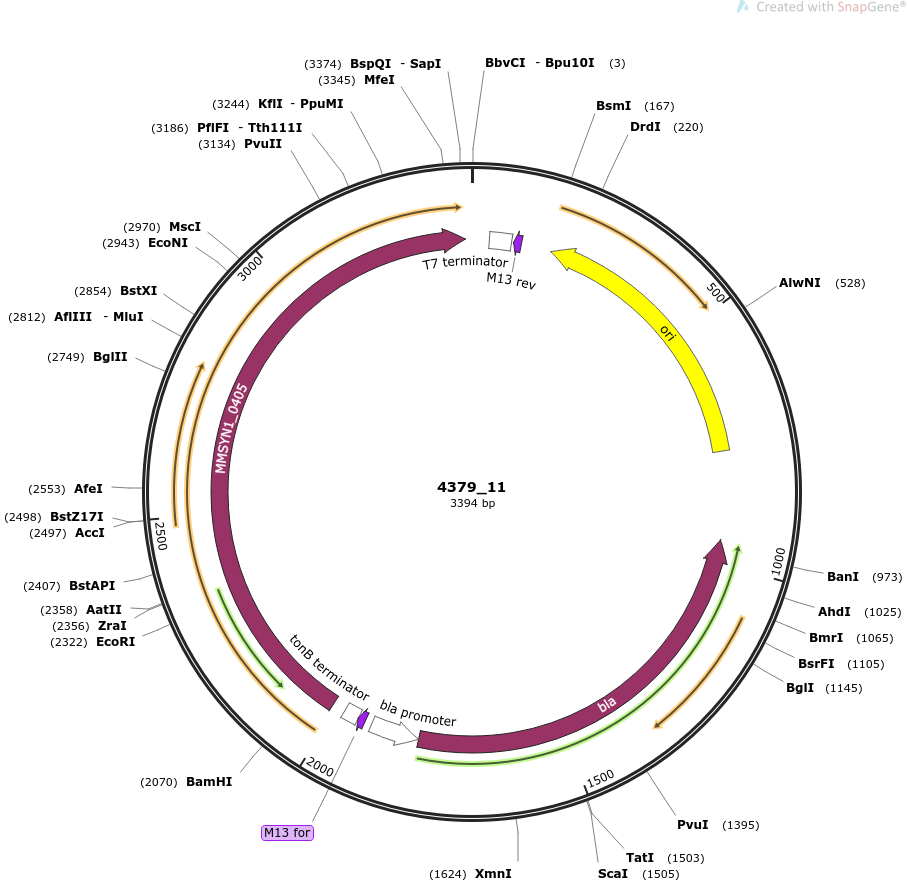 Created with SnapGene®
(3374) BspQI - SapI
(3345) MfeI
(3244) KflI - PpuMI
(3186) PflFI - Tth111I
(3134) PvuII
BbvCI - Bpu10I (3)
BsmI (167)
DrdI (220)
(2970) MscI
(2943) EcoNI
(2854) BstXI
(2812) AflIII - MluI
(2749) BglII
AlwNI (528)
3000
500
T7 terminator
M13 rev
ori
MMSYN1_0405
4379_11
3394 bp
(2553) AfeI
(2498) BstZ17I
(2497) AccI
2500
(2407) BstAPI
(2358) AatII
(2356) ZraI
(2322) EcoRI
1000
BanI (973)
AhdI (1025)
BmrI (1065)
BsrFI (1105)
BglI (1145)
tonB terminator
bla promoter
bla
2000
1500
(2070) BamHI
M13 for
PvuI (1395)
TatI (1503)
ScaI (1505)
(1624) XmnI